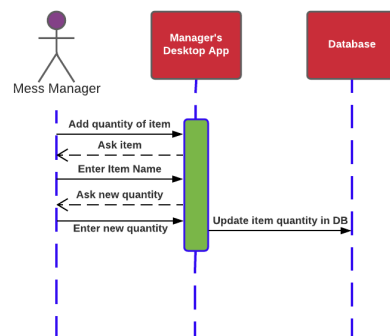 Manager's
Desktop App
Database
Mess Manager
Add quantity of item
Ask item
Enter Item Name
Ask new quantity
Enter new quantity
Update item quantity in DB